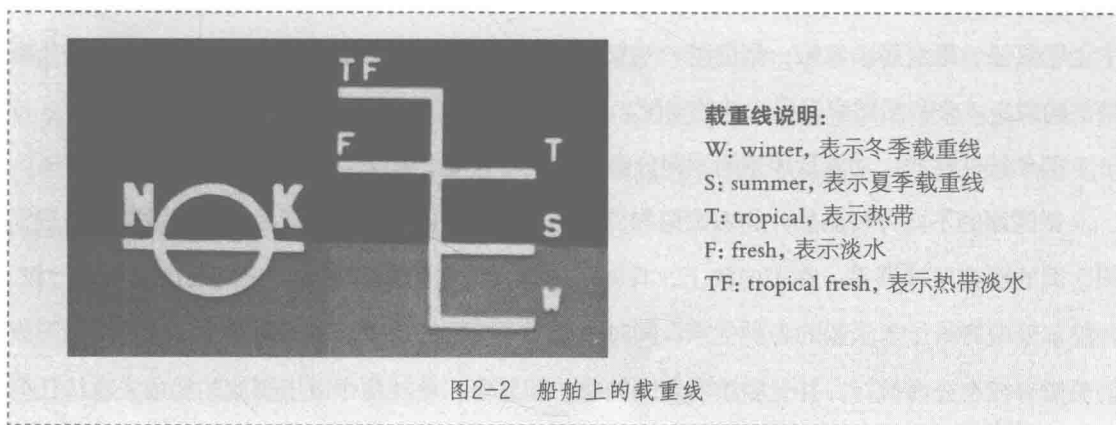 TF
F
T
N K
S
W
载重线说明：
W: winter, 表示冬季载重线
S: summer, 表示夏季载重线
T: tropical, 表示热带
F: fresh, 表示淡水
TF: tropical fresh, 表示热带淡水
图2-2 船舶上的载重线